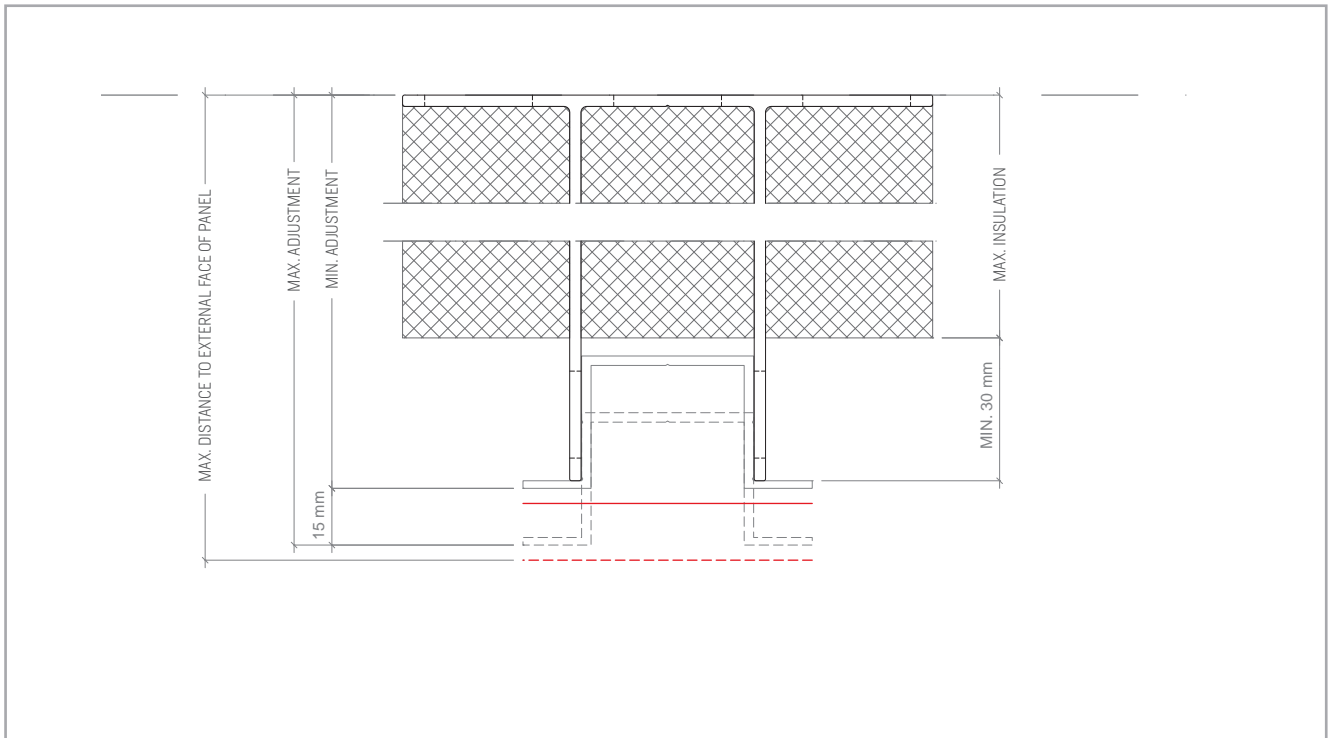 MAX. DISTANCE TO EXTERNAL FACE OF PANEL
MAX. ADJUSTMENT
MIN. ADJUSTMENT
15 mm
MAX. INSULATION
MIN. 30 mm